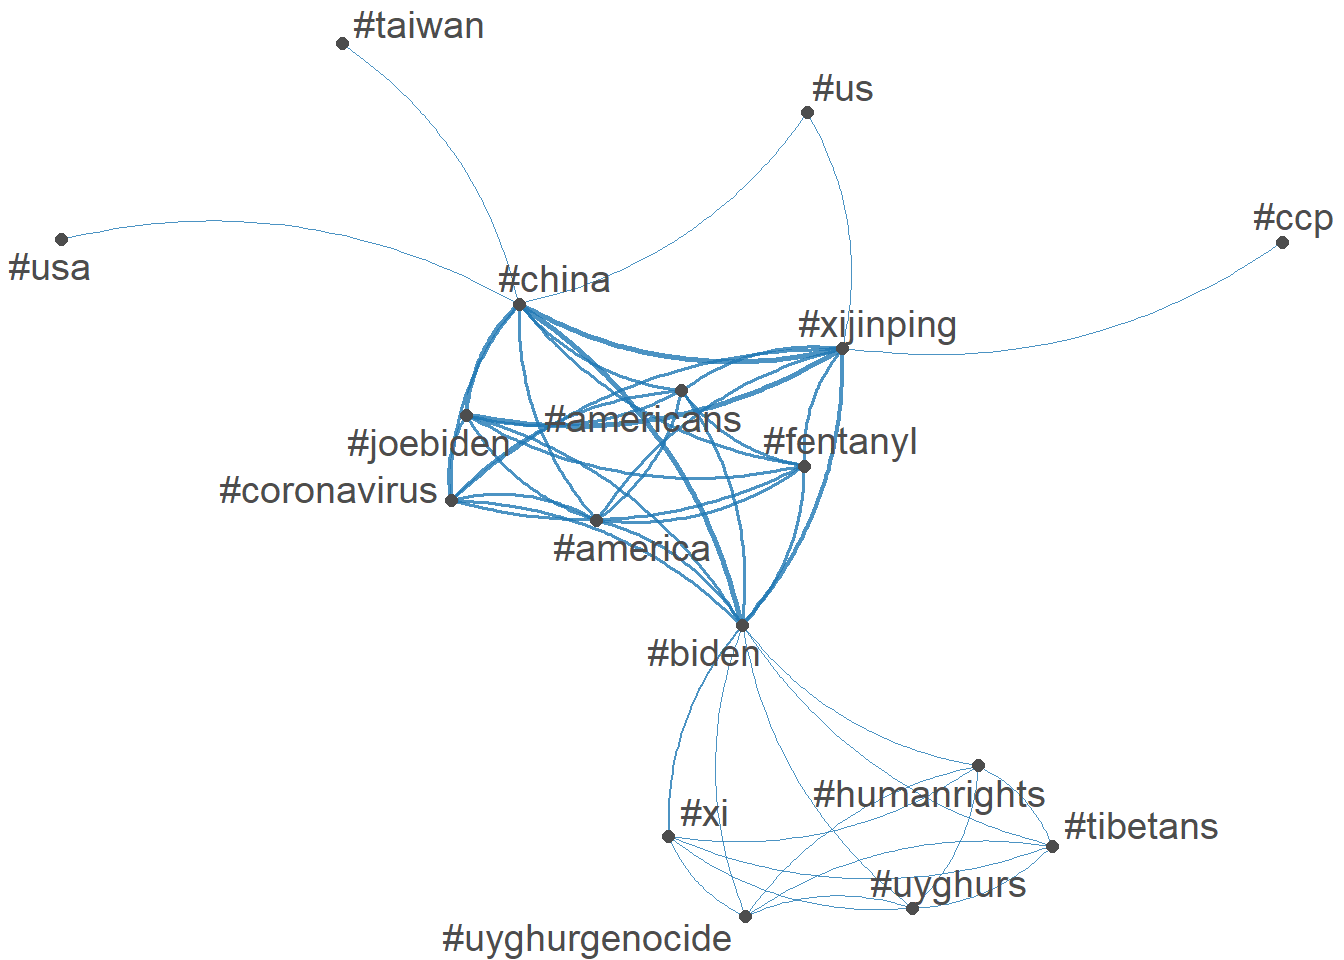 #taiwan
#us
#ccp
#usa
#china
#xijinping
#americans
#joebiden
#fentanyl
#coronavirus
#america
#biden
#humanrights
#xi
#tibetans
#uyghurs
#uyghurgenocide